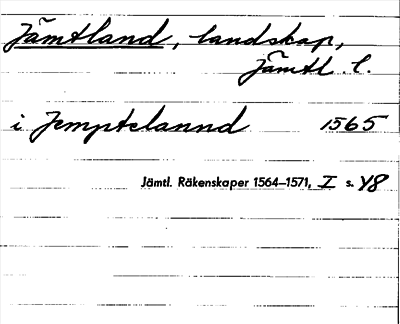 Jämtland, landskap,
Jämtl. l.
i Jemptelannd 1565
Jämtl. Räkenskaper 1564–1571, I s. 48